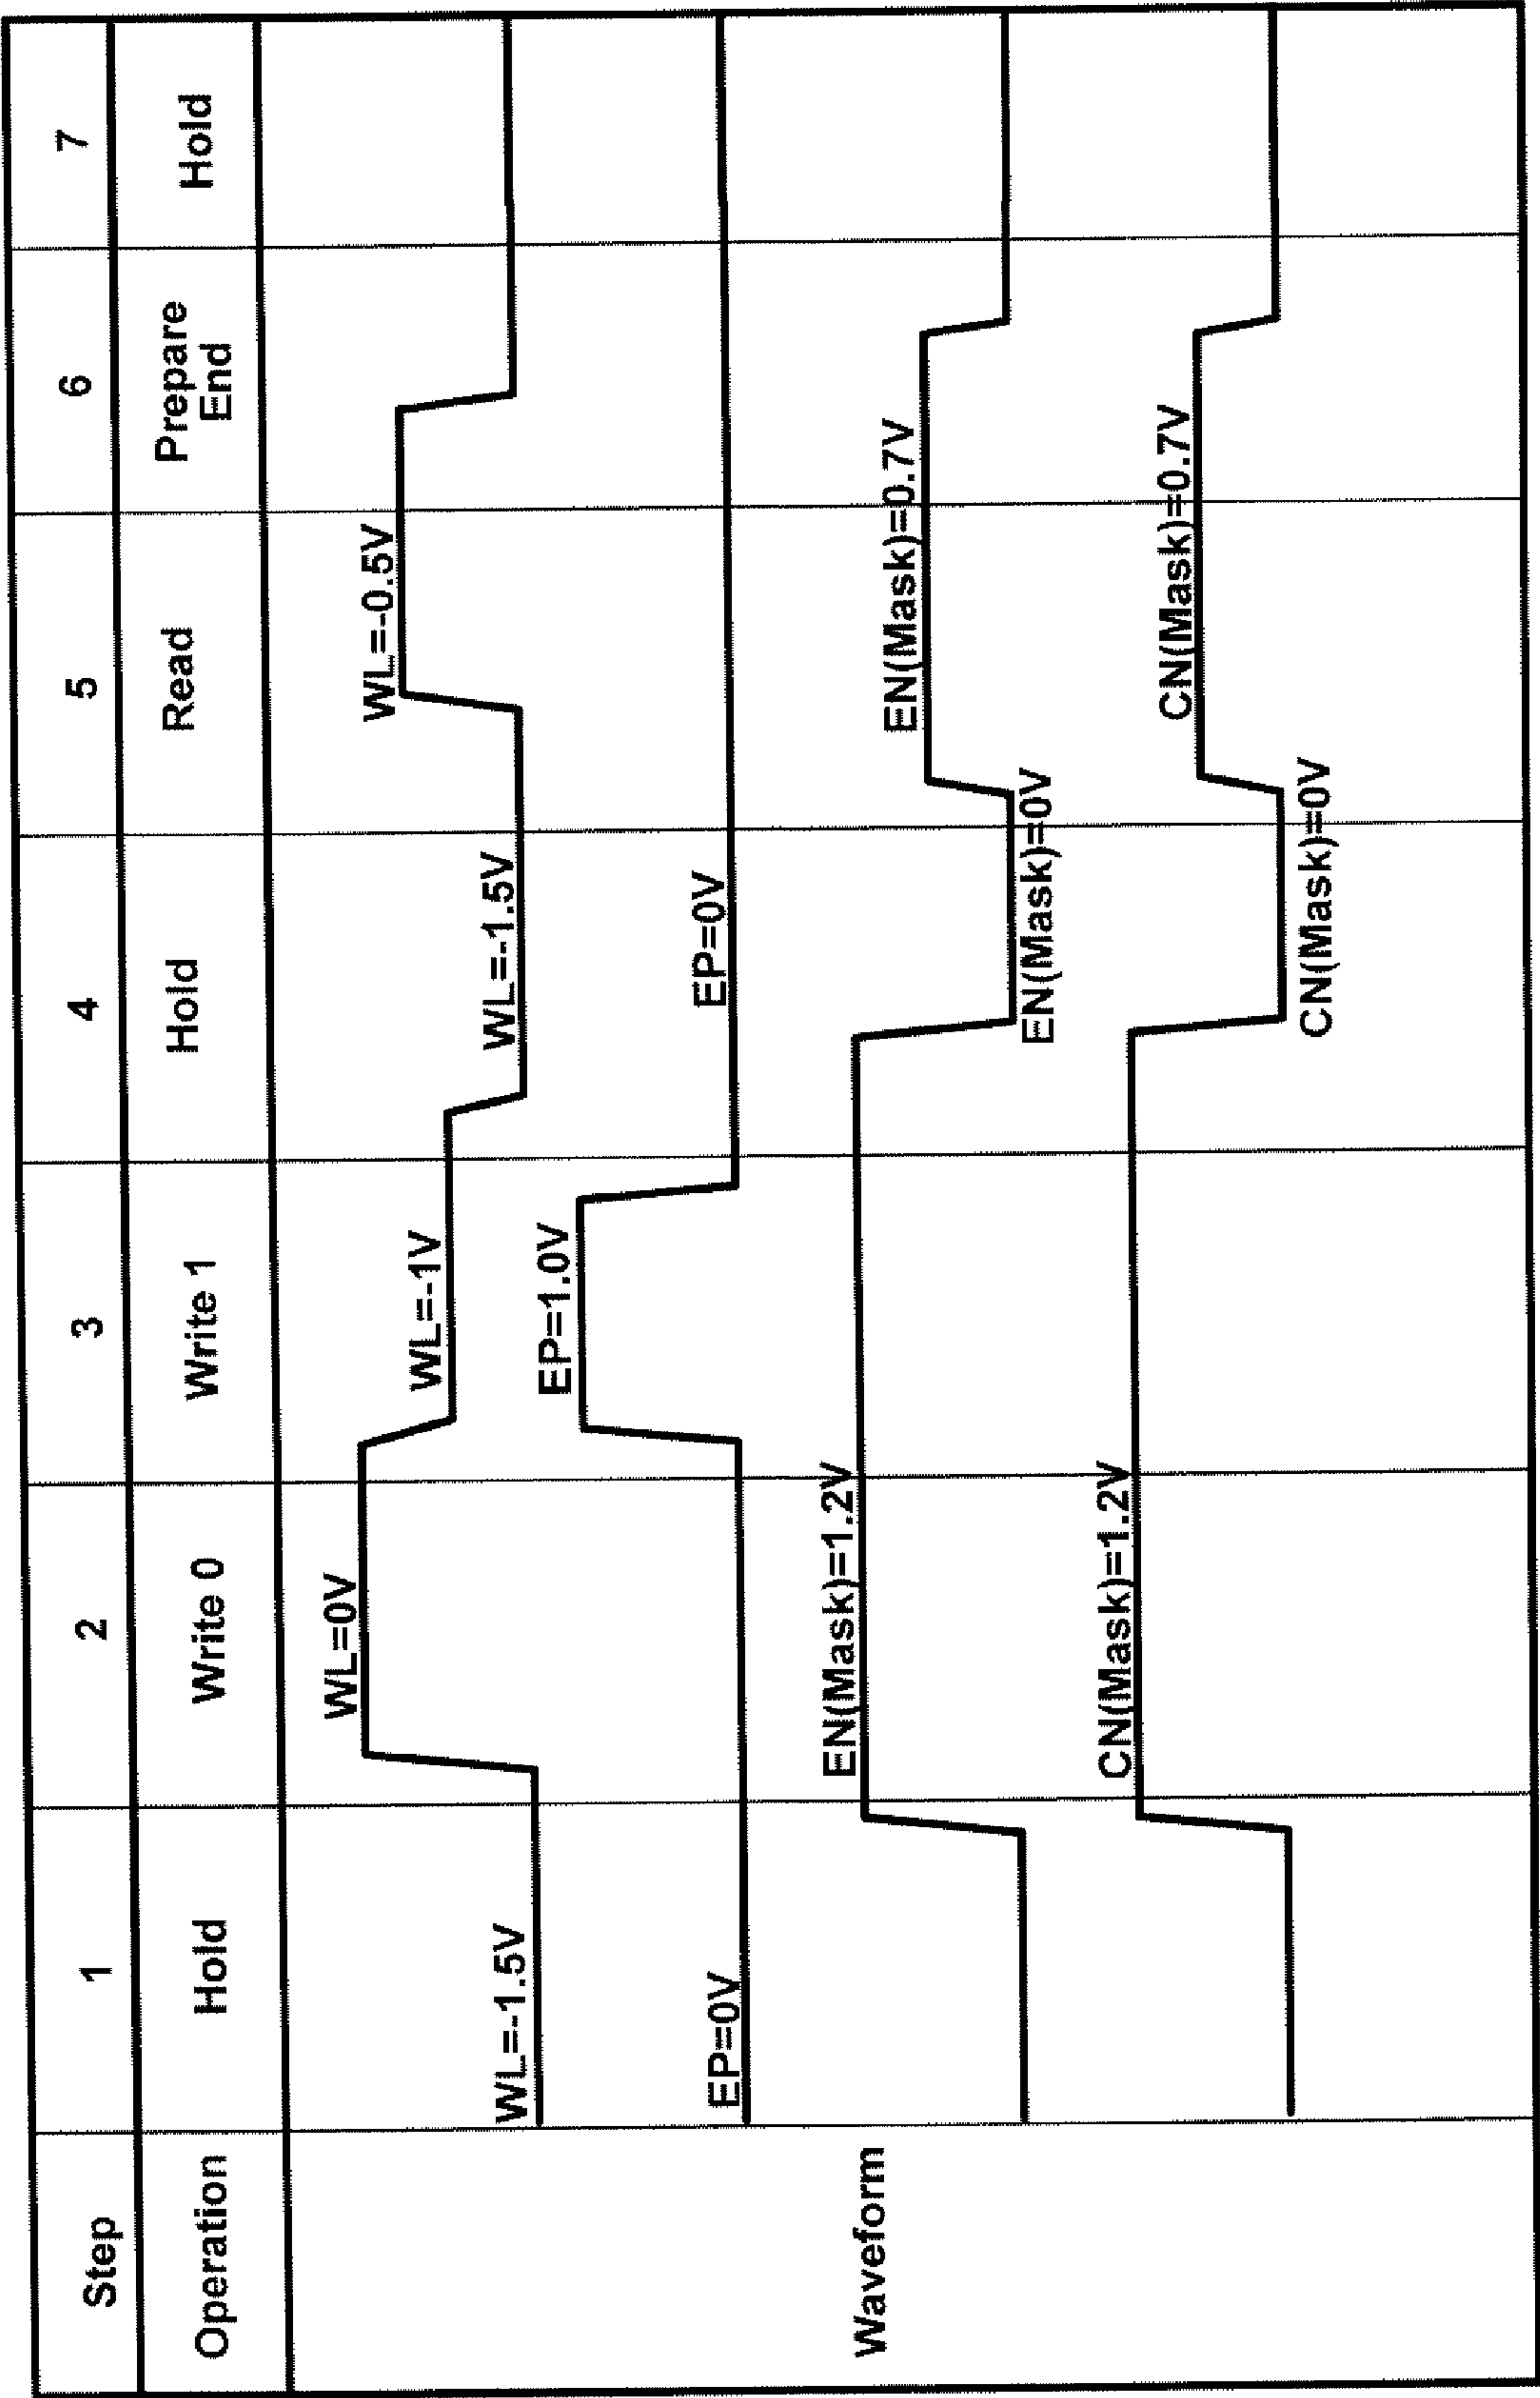 Step 1 2 3 4 5 6 7
Operation Hold Write 0 Write 1 Hold Read Prepare End Hold
Waveform
WL=-1.5V WL=0V WL=-1V WL=-1.5V WL=-0.5V
EP=0V EP=1.0V EP=0V
EN(Mask)=1.2V EN(Mask)=0V EN(Mask)=0.7V
CN(Mask)=1.2V CN(Mask)=0V CN(Mask)=0.7V